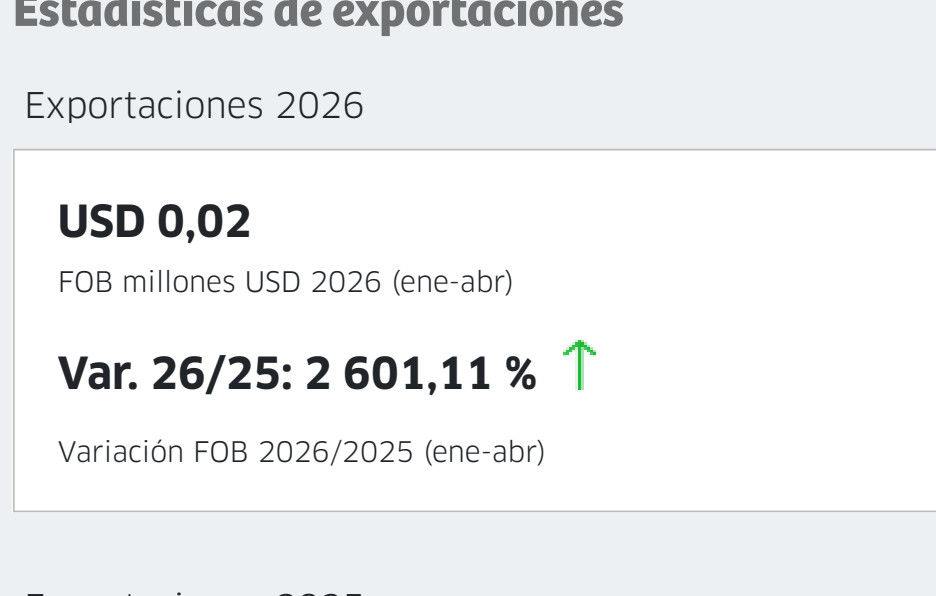 Estadísticas de exportaciones
Exportaciones 2026
USD 0,02
FOB millones USD 2026 (ene-abr)
Var. 26/25: 2 601,11 %
Variación FOB 2026/2025 (ene-abr)